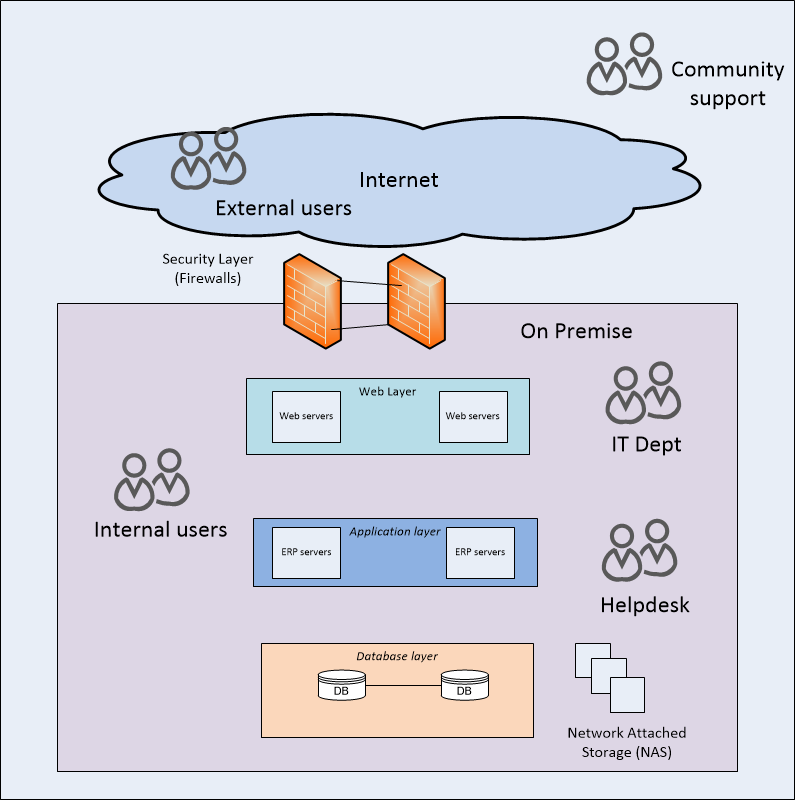 Community
support
Internet
External users
Security Layer
(Firewalls)
On Premise
Web Layer
Web servers
Web servers
IT Dept
Internal users
Application layer
ERP servers
ERP servers
Helpdesk
Database layer
DB
DB
Network Attached
Storage (NAS)